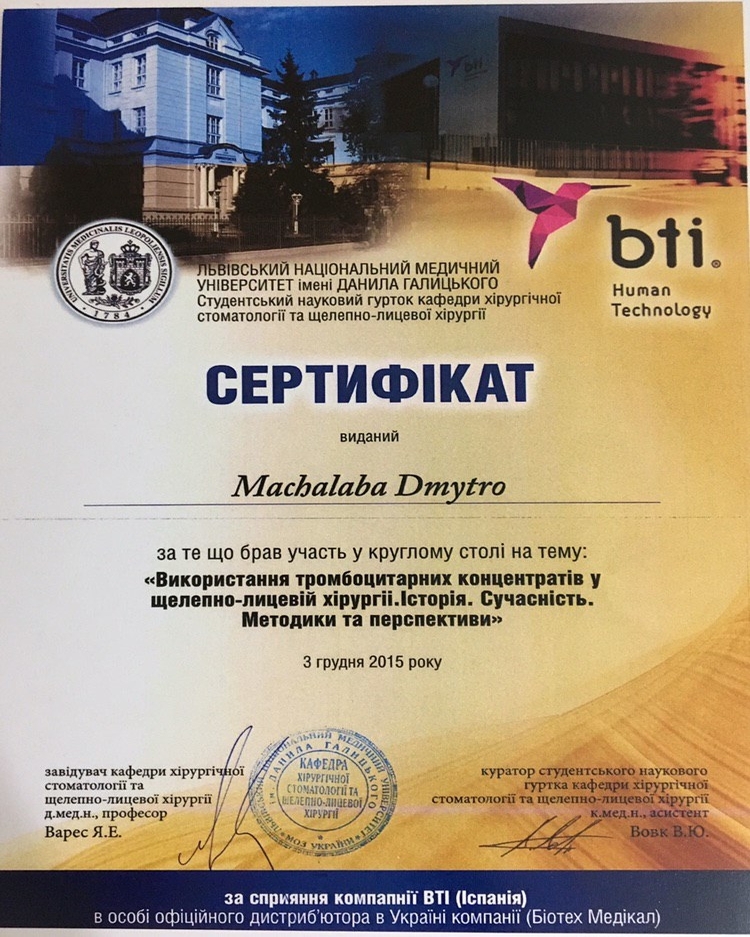 bti
bti®
Human
Technology
UNIVERSITAS MEDICINALIS LEOPOLIENSIS SIGILLUM
1784
ЛЬВІВСЬКИЙ НАЦІОНАЛЬНИЙ МЕДИЧНИЙ
УНІВЕРСИТЕТ імені ДАНИЛА ГАЛИЦЬКОГО
Студентський науковий гурток кафедри хірургічної
стоматології та щелепно-лицевої хірургії
СЕРТИФІКАТ
виданий
Machalaba Dmytro
за те що брав участь у круглому столі на тему:
«Використання тромбоцитарних концентратів у
щелепно-лицевій хірургії.Історія. Сучасність.
Методики та перспективи»
3 грудня 2015 року
завідувач кафедри хірургічної
стоматології та
щелепно-лицевої хірургії
д.мед.н., професор
Варес Я.Е.
ЛЬВІВСЬКИЙ НАЦІОНАЛЬНИЙ МЕДИЧНИЙ УНІВЕРСИТЕТ
ім. ДАНИЛА ГАЛИЦЬКОГО
КАФЕДРА
ХІРУРГІЧНОЇ
СТОМАТОЛОГІЇ ТА
ЩЕЛЕПНО-ЛИЦЕВОЇ
ХІРУРГІЇ
МОЗ УКРАЇНИ
куратор студентського наукового
гуртка кафедри хірургічної
стоматології та щелепно-лицевої хірургії
к.мед.н., асистент
Вовк В.Ю.
за сприяння компапнії BTI (Іспанія)
в особі офіційного дистриб'ютора в Україні компанії (Біотех Медікал)